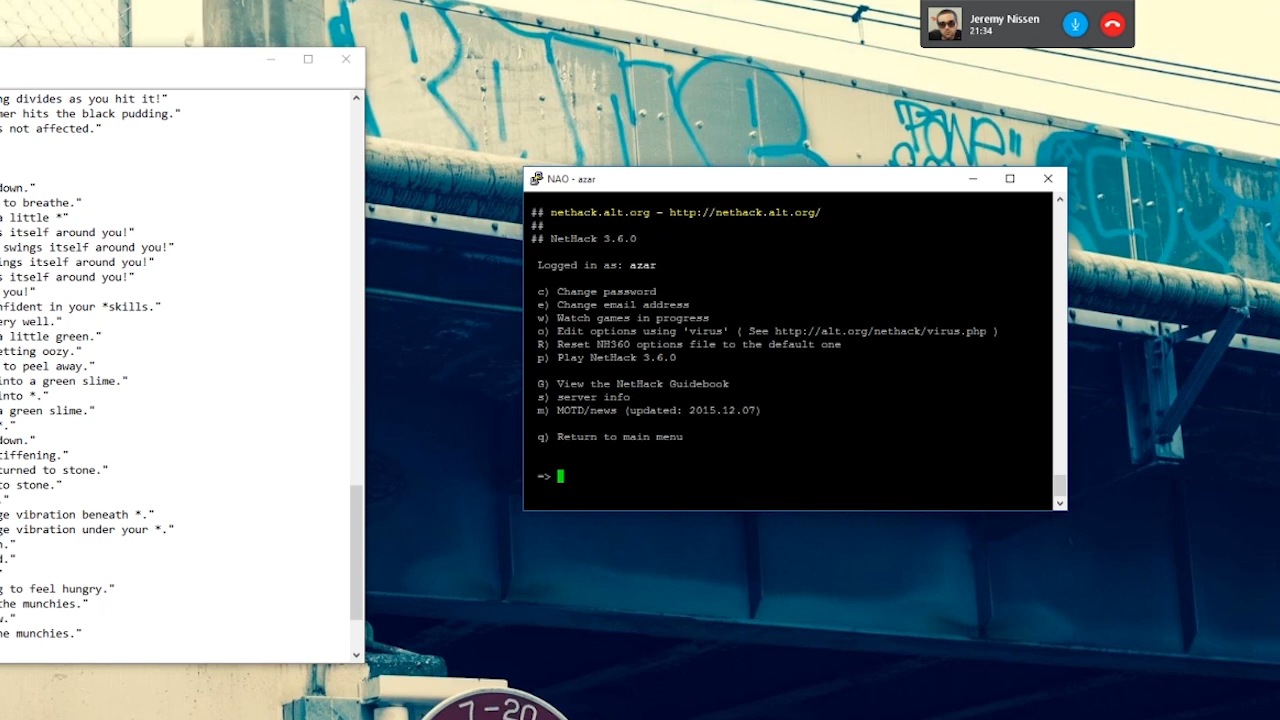 Jeremy Nissen
21:34
ng divides as you hit it!"
mer hits the black pudding."
s not affected."
down."
to breathe."
a little *"
s itself around you!"
swings itself around you!"
ings itself around you!"
s itself around you!"
you!"
nfident in your *skills."
ery well."
a little green."
etting oozy."
to peel away."
into a green slime."
into *."
a green slime."
*."
down."
tiffening."
turned to stone."
to stone."
."
ge vibration beneath *."
ge vibration under your *."
n."
d."
"
g to feel hungry."
the munchies."
w."
he munchies."
NAO - azar
## nethack.alt.org - http://nethack.alt.org/
##
## NetHack 3.6.0
Logged in as: azar
c) Change password
e) Change email address
w) Watch games in progress
o) Edit options using 'virus' ( See http://alt.org/nethack/virus.php )
R) Reset NH360 options file to the default one
p) Play NetHack 3.6.0
G) View the NetHack Guidebook
s) server info
m) MOTD/news (updated: 2015.12.07)
q) Return to main menu
=>
7-20